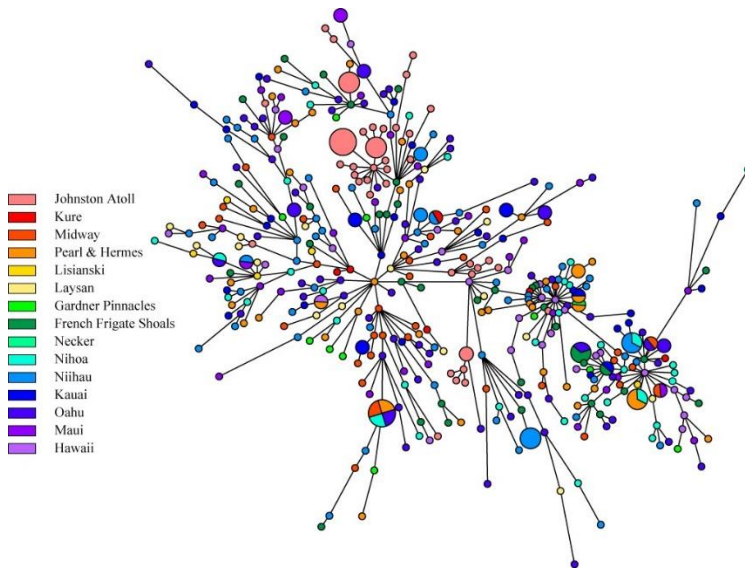 Johnston Atoll
Kure
Midway
Pearl & Hermes
Lisianski
Laysan
Gardner Pinnacles
French Frigate Shoals
Necker
Nihoa
Niihau
Kauai
Oahu
Maui
Hawaii